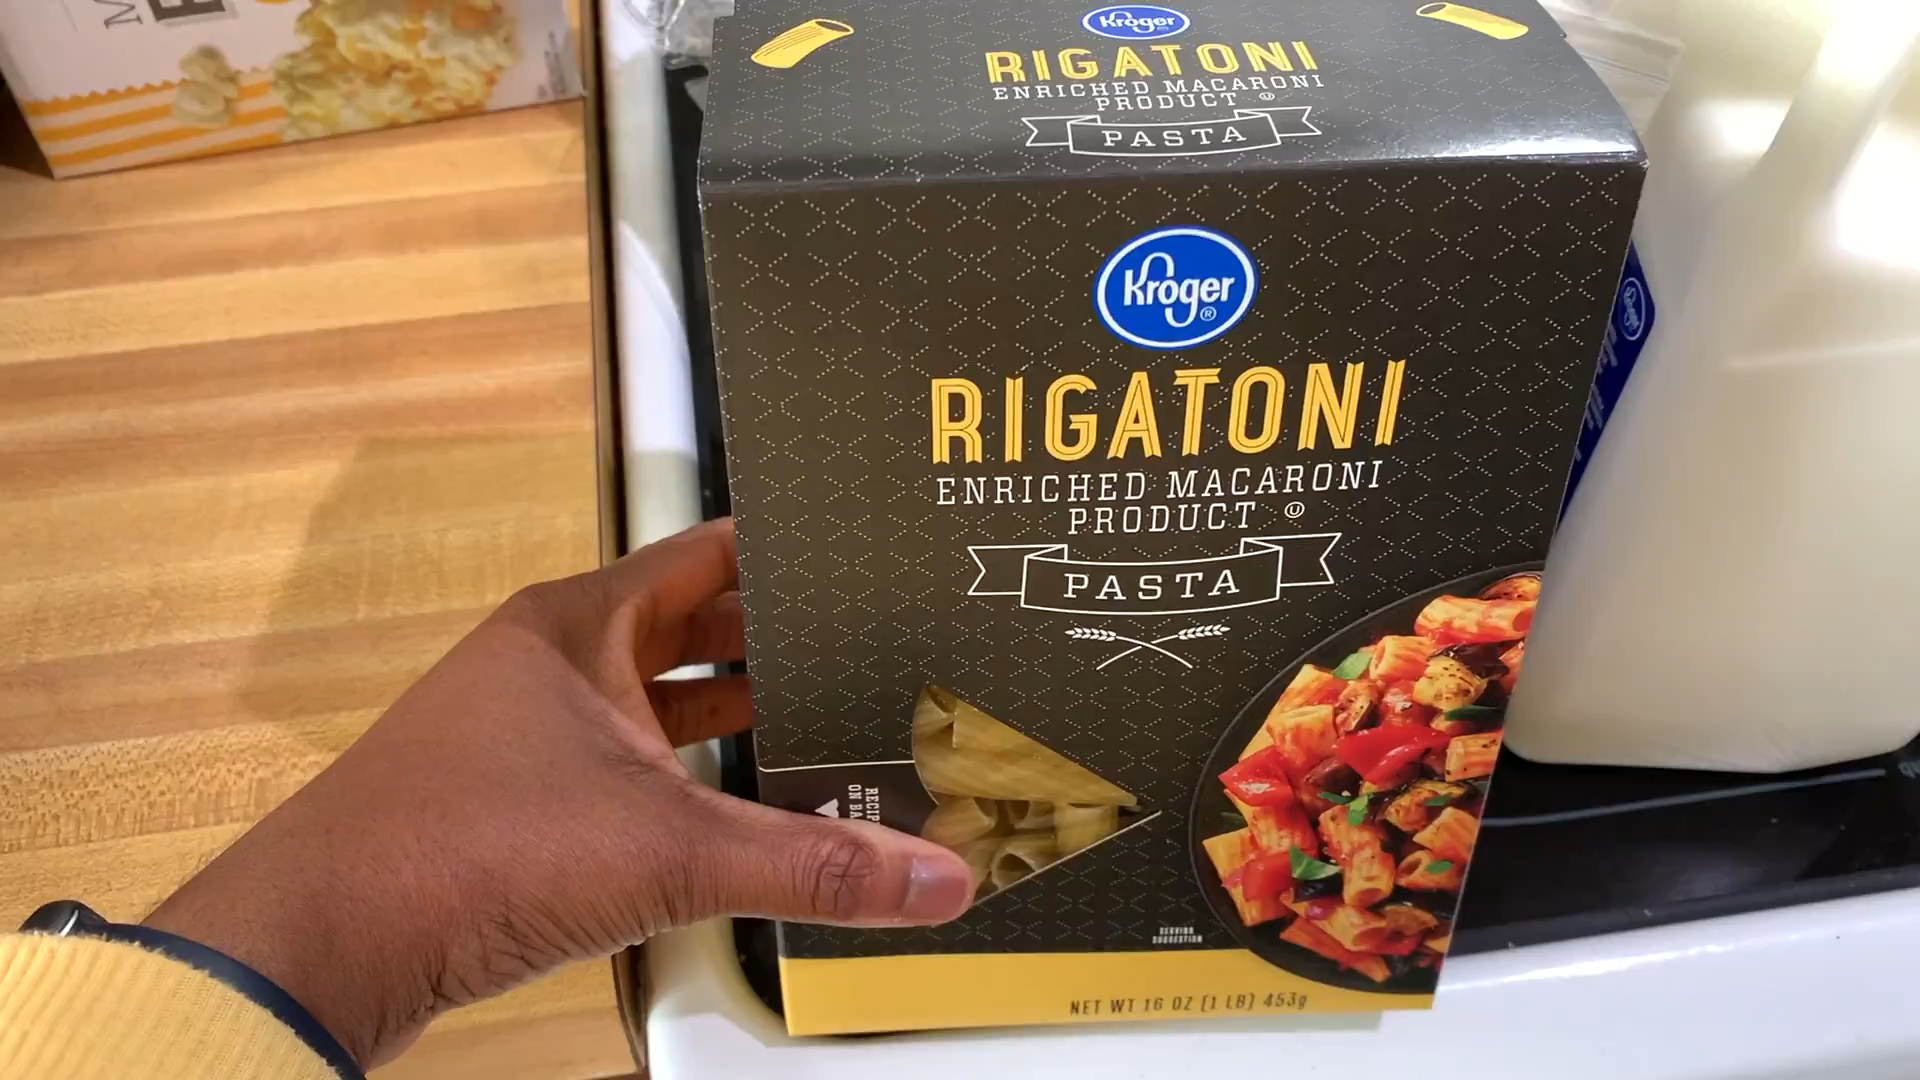 Kroger
RIGATONI
ENRICHED MACARONI
PRODUCT Ⓤ
PASTA
Kroger®
RIGATONI
ENRICHED MACARONI
PRODUCT Ⓤ
PASTA
SERVING
SUGGESTION
NET WT 16 OZ (1 LB) 453g
Kroger